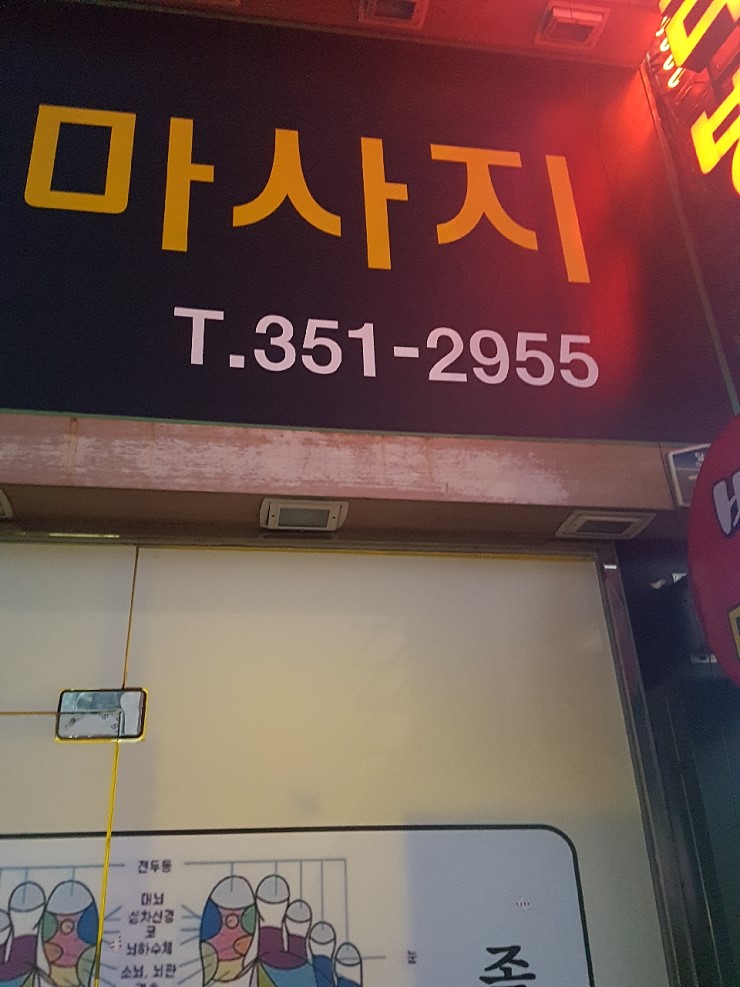 마사지
T.351-2955
전두동
대뇌
삼차신경
코
뇌하수체
소뇌, 뇌간
눈
족